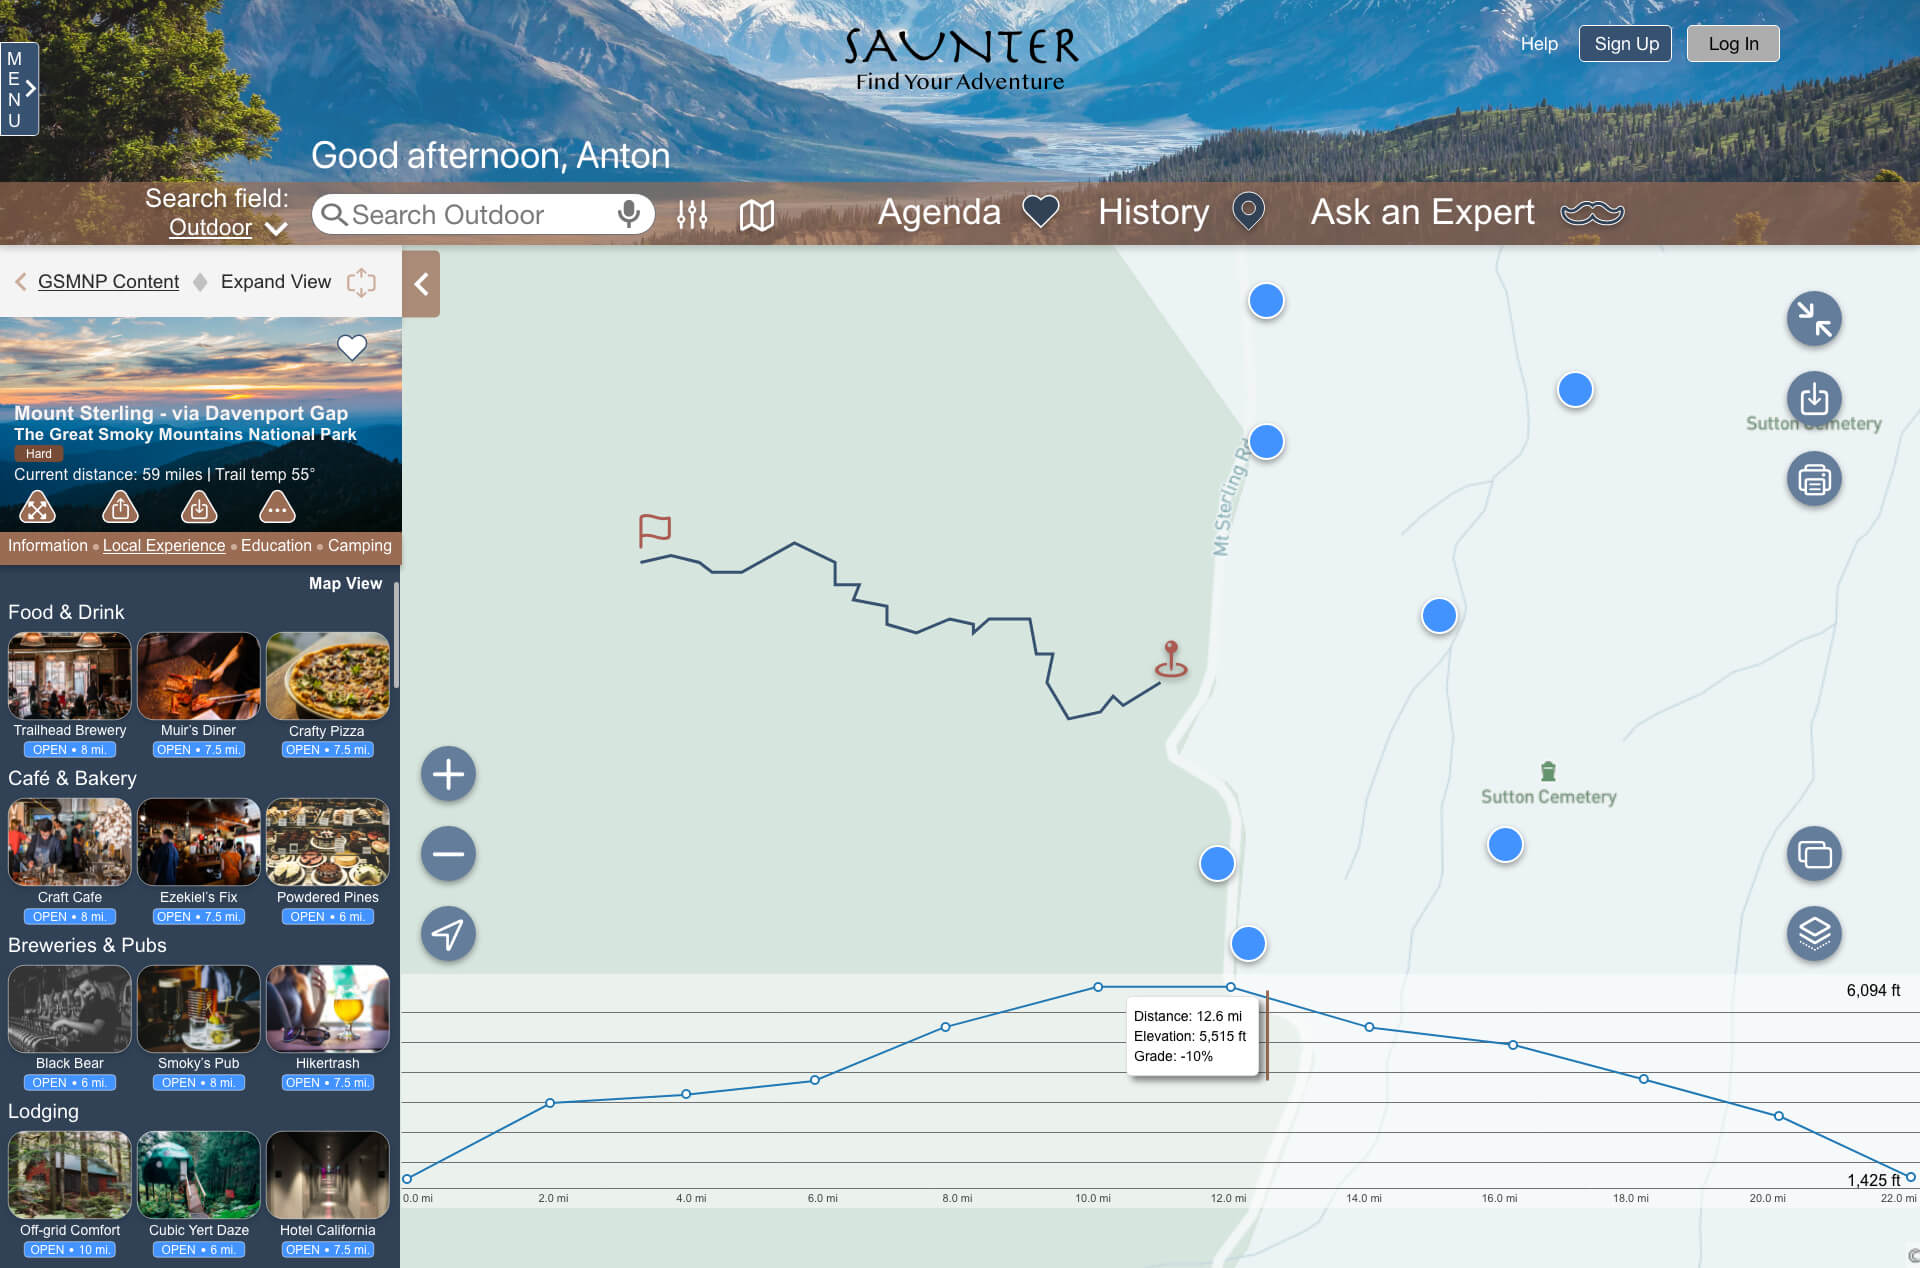 SAUNTER
Find Your Adventure
Help
Sign Up
Log In
MENU
Good afternoon, Anton
Search field:
Outdoor
Search Outdoor
Agenda
History
Ask an Expert
GSMNP Content
Expand View
Mount Sterling - via Davenport Gap
The Great Smoky Mountains National Park
Hard
Current distance: 59 miles | Trail temp 55°
Information • Local Experience • Education • Camping
Map View
Food & Drink
Trailhead Brewery
OPEN • 8 mi.
Muir's Diner
OPEN • 7.5 mi.
Crafty Pizza
OPEN • 7.5 mi.
Café & Bakery
Craft Cafe
OPEN • 8 mi.
Ezekiel's Fix
OPEN • 7.5 mi.
Powdered Pines
OPEN • 6 mi.
Breweries & Pubs
Black Bear
OPEN • 6 mi.
Smoky's Pub
OPEN • 8 mi.
Hikertrash
OPEN • 7.5 mi.
Lodging
Off-grid Comfort
OPEN • 10 mi.
Cubic Yert Daze
OPEN • 6 mi.
Hotel California
OPEN • 7.5 mi.
Mt Sterling Rd
Sutton Cemetery
Sutton Cemetery
6,094 ft
Distance: 12.6 mi
Elevation: 5,515 ft
Grade: -10%
1,425 ft
0.0 mi
2.0 mi
4.0 mi
6.0 mi
8.0 mi
10.0 mi
12.0 mi
14.0 mi
16.0 mi
18.0 mi
20.0 mi
22.0 mi
©